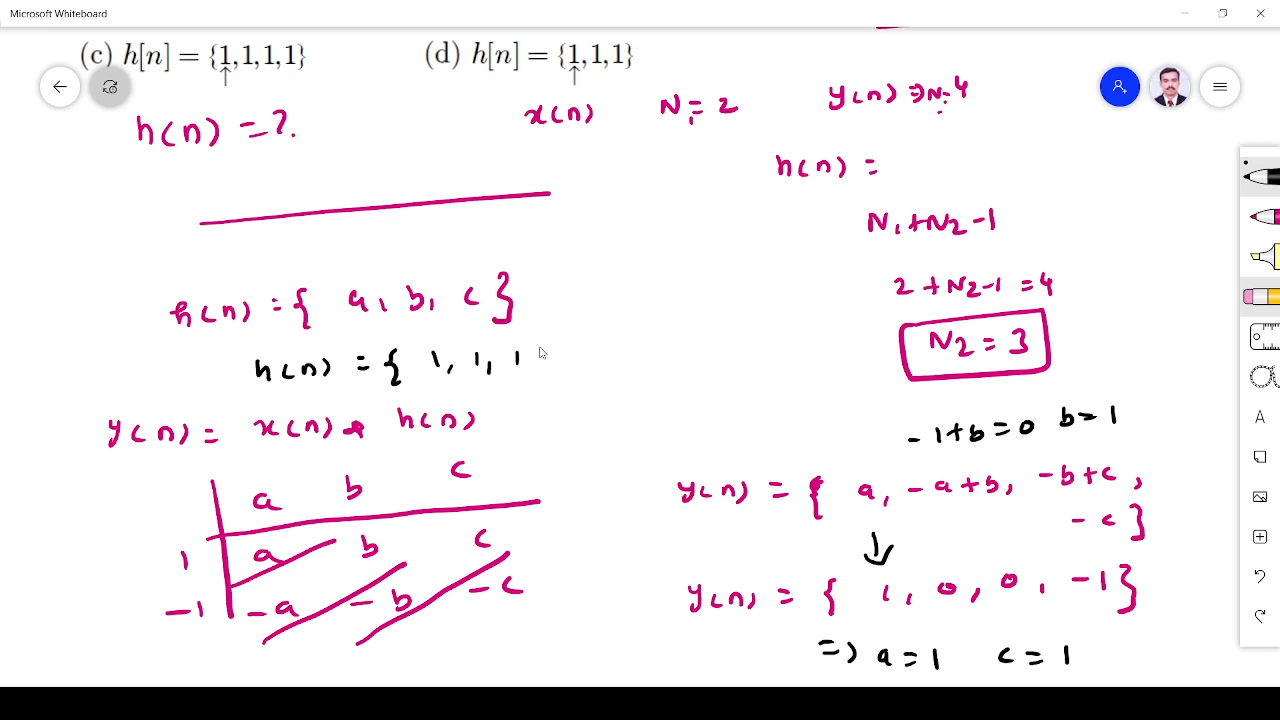 Microsoft Whiteboard
(c) h[n] = {1,1,1,1}
↑
(d) h[n] = {1,1,1}
↑
h(n) = ?.
x(n) N₁ = 2
y(n) ⇒ N=4
h(n) =
N₁+N₂-1
2+N₂-1=4
N₂ = 3
h(n) = { a, b, c }
h(n) = { 1, 1, 1
y(n) = x(n) * h(n)
a b c
1 a b c
-1 -a -b -c
-1+b=0 b=1
y(n) = { a, -a+b, -b+c,
-c }
↓
y(n) = { 1, 0, 0, -1}
=) a=1 c=1
A